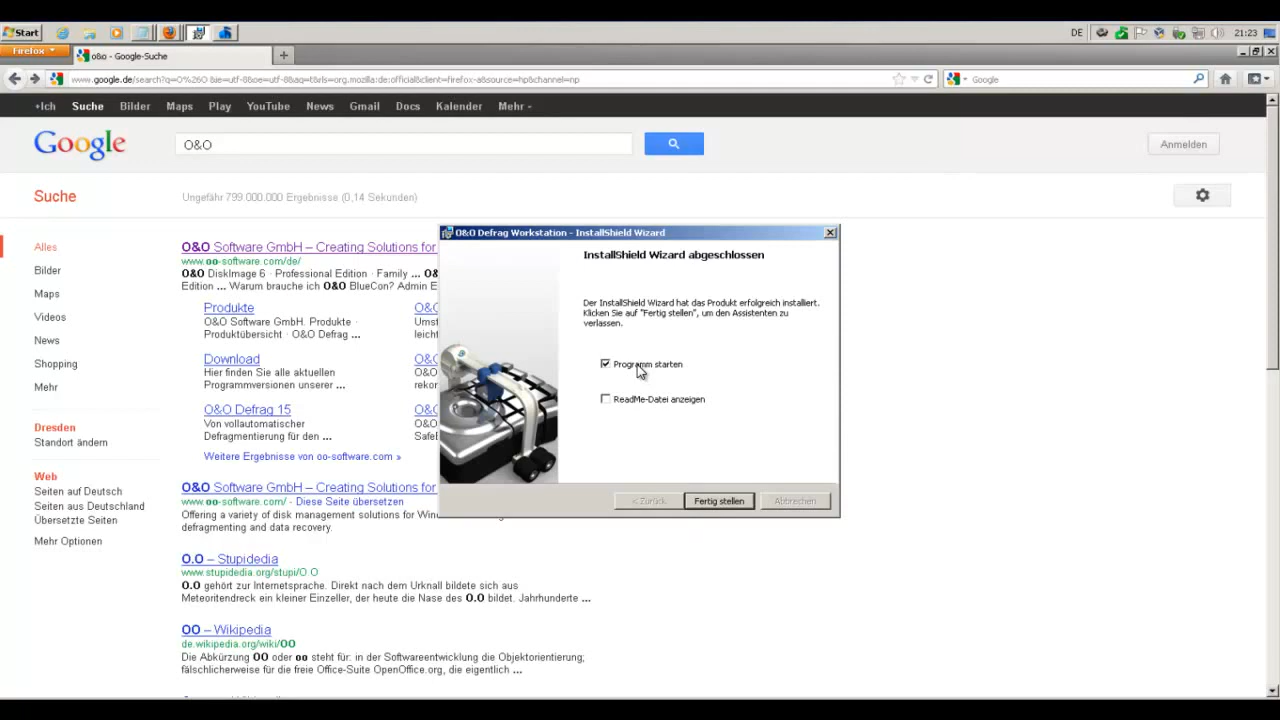 Start
DE
21:23
Firefox
o&o - Google-Suche
www.google.de/search?q=O%26O &ie=utf-8&oe=utf-8&aq=t&rls=org.mozilla:de:official&client=firefox-a&source=hp&channel=np
Google
+Ich Suche Bilder Maps Play YouTube News Gmail Docs Kalender Mehr
Google
O&O
Anmelden
Suche
Ungefähr 799.000.000 Ergebnisse (0,14 Sekunden)
Alles
Bilder
Maps
Videos
News
Shopping
Mehr
Dresden
Standort ändern
Web
Seiten auf Deutsch
Seiten aus Deutschland
Übersetzte Seiten
Mehr Optionen
O&O Software GmbH – Creating Solutions for
www.oo-software.com/de/
O&O DiskImage 6 · Professional Edition · Family ...
Edition ... Warum brauche ich O&O BlueCon? Admin E
Produkte
O&O Software GmbH. Produkte ·
Produktübersicht · O&O Defrag ...
Download
Hier finden Sie alle aktuellen
Programmversionen unserer ...
O&O Defrag 15
Von vollautomatischer
Defragmentierung für den ...
Weitere Ergebnisse von oo-software.com »
O&O Software GmbH – Creating Solutions for
www.oo-software.com/ - Diese Seite übersetzen
Offering a variety of disk management solutions for
defragmenting and data recovery.
O.O – Stupidedia
www.stupidedia.org/stupi/O O
O.O gehört zur Internetsprache. Direkt nach dem Urknall bildete sich aus
Meteoritendreck ein kleiner Einzeller, der heute die Nase des O.O bildet. Jahrhunderte ...
OO – Wikipedia
de.wikipedia.org/wiki/OO
Die Abkürzung OO oder oo steht für: in der Softwareentwicklung die Objektorientierung;
fälschlicherweise für die freie Office-Suite OpenOffice.org, die eigentlich ...
O&O Defrag Workstation - InstallShield Wizard
InstallShield Wizard abgeschlossen
Der InstallShield Wizard hat das Produkt erfolgreich installiert.
Klicken Sie auf "Fertig stellen", um den Assistenten zu
verlassen.
Programm starten
ReadMe-Datei anzeigen
< Zurück
Fertig stellen
Abbrechen